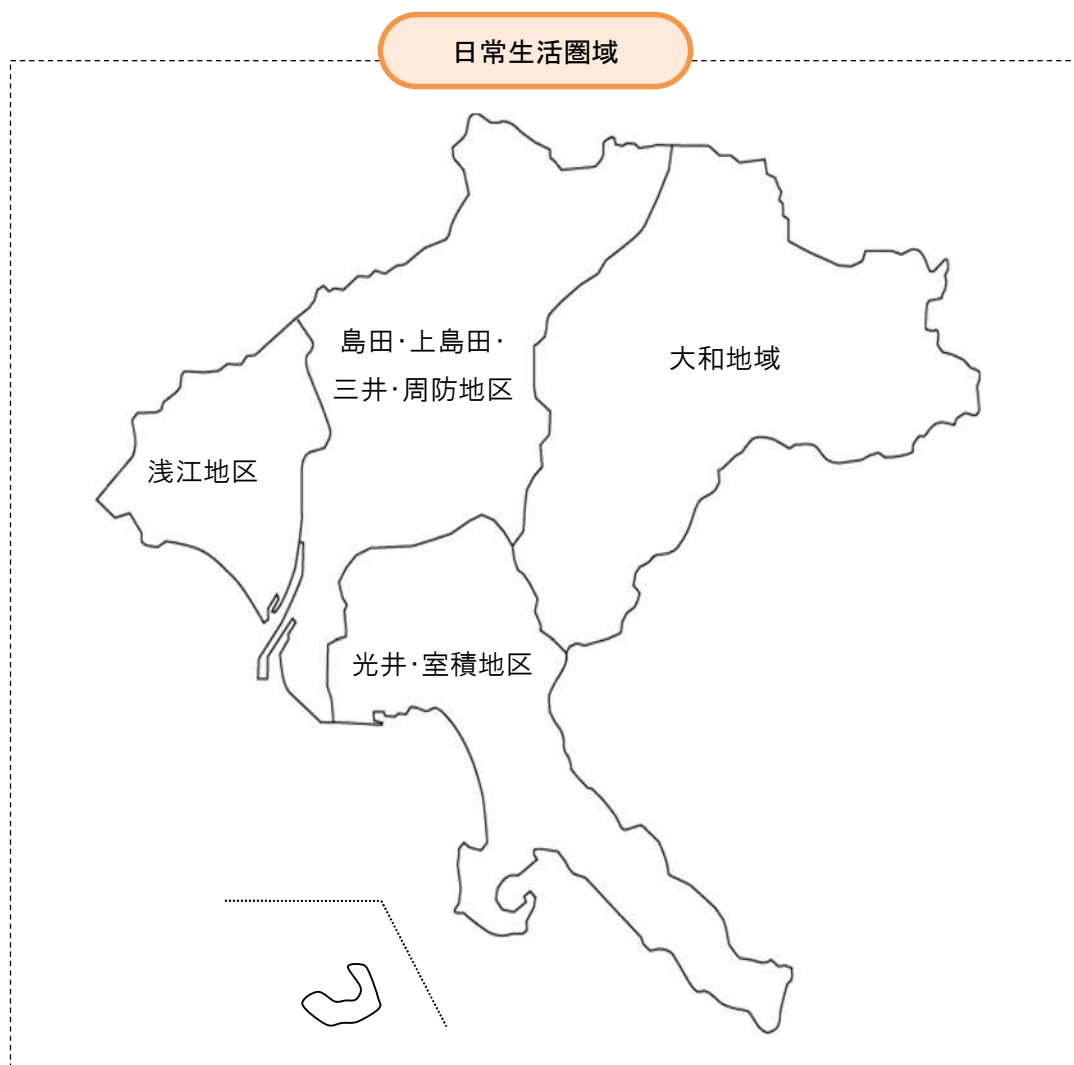 日常生活圏域
島田･上島田･
三井･周防地区
大和地域
浅江地区
光井･室積地区